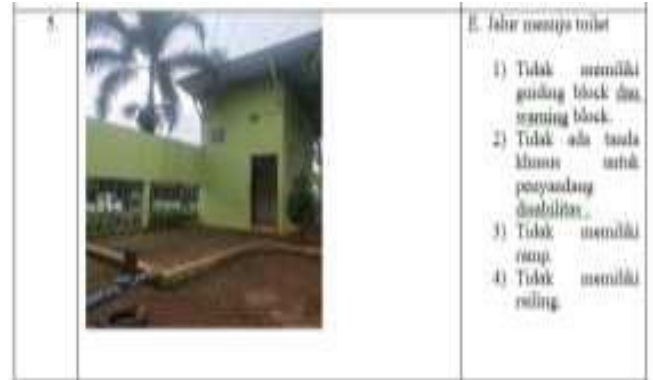 5.
E. Jalur menuju toilet
1) Tidak memiliki
guiding block dan
warning block.
2) Tidak ada tanda
khusus untuk
penyandang
disabilitas.
3) Tidak memiliki
ramp.
4) Tidak memiliki
reiling.